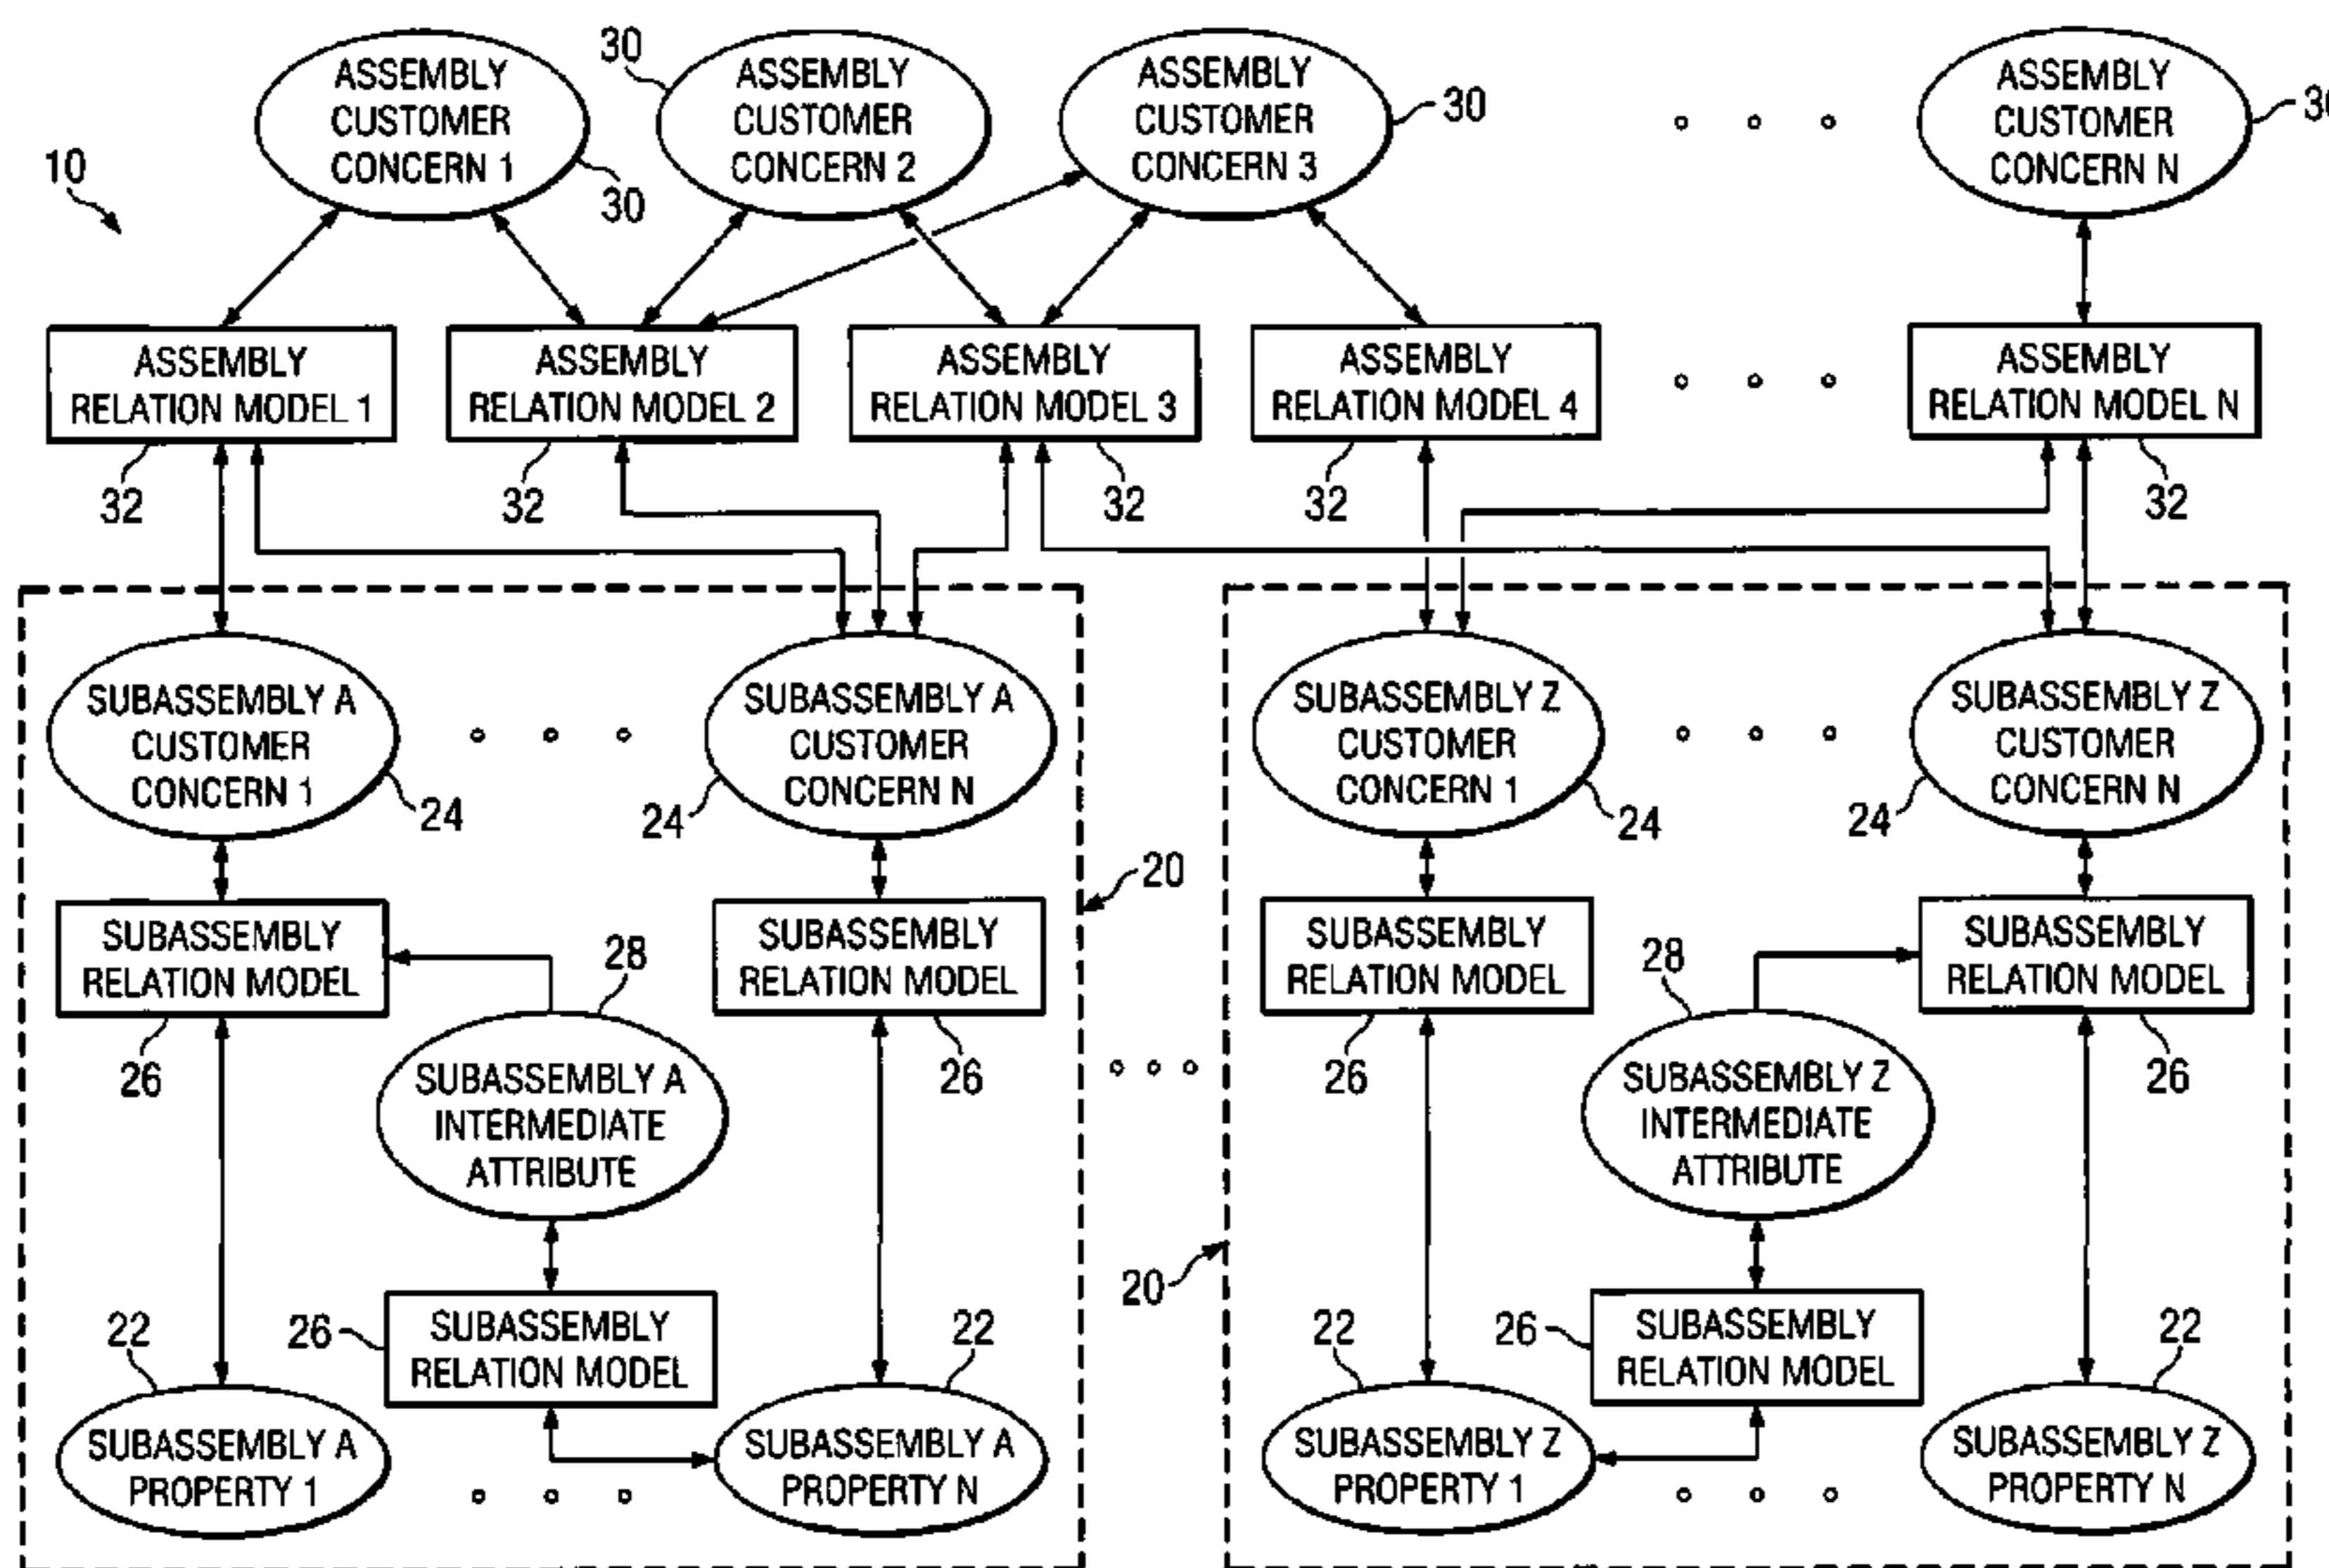 ASSEMBLY
CUSTOMER
CONCERN 1
30
30
ASSEMBLY
CUSTOMER
CONCERN 2
ASSEMBLY
CUSTOMER
CONCERN 3
30
ASSEMBLY
CUSTOMER
CONCERN N
30
10
ASSEMBLY
RELATION MODEL 1
32
ASSEMBLY
RELATION MODEL 2
32
ASSEMBLY
RELATION MODEL 3
32
ASSEMBLY
RELATION MODEL 4
32
ASSEMBLY
RELATION MODEL N
32
SUBASSEMBLY A
CUSTOMER
CONCERN 1
24
SUBASSEMBLY A
CUSTOMER
CONCERN N
24
SUBASSEMBLY Z
CUSTOMER
CONCERN 1
24
SUBASSEMBLY Z
CUSTOMER
CONCERN N
24
20
SUBASSEMBLY
RELATION MODEL
26
28
SUBASSEMBLY A
INTERMEDIATE
ATTRIBUTE
SUBASSEMBLY
RELATION MODEL
26
SUBASSEMBLY
RELATION MODEL
26
28
SUBASSEMBLY Z
INTERMEDIATE
ATTRIBUTE
SUBASSEMBLY
RELATION MODEL
26
20
22
SUBASSEMBLY A
PROPERTY 1
26
SUBASSEMBLY
RELATION MODEL
22
SUBASSEMBLY A
PROPERTY N
22
SUBASSEMBLY Z
PROPERTY 1
26
SUBASSEMBLY
RELATION MODEL
22
SUBASSEMBLY Z
PROPERTY N